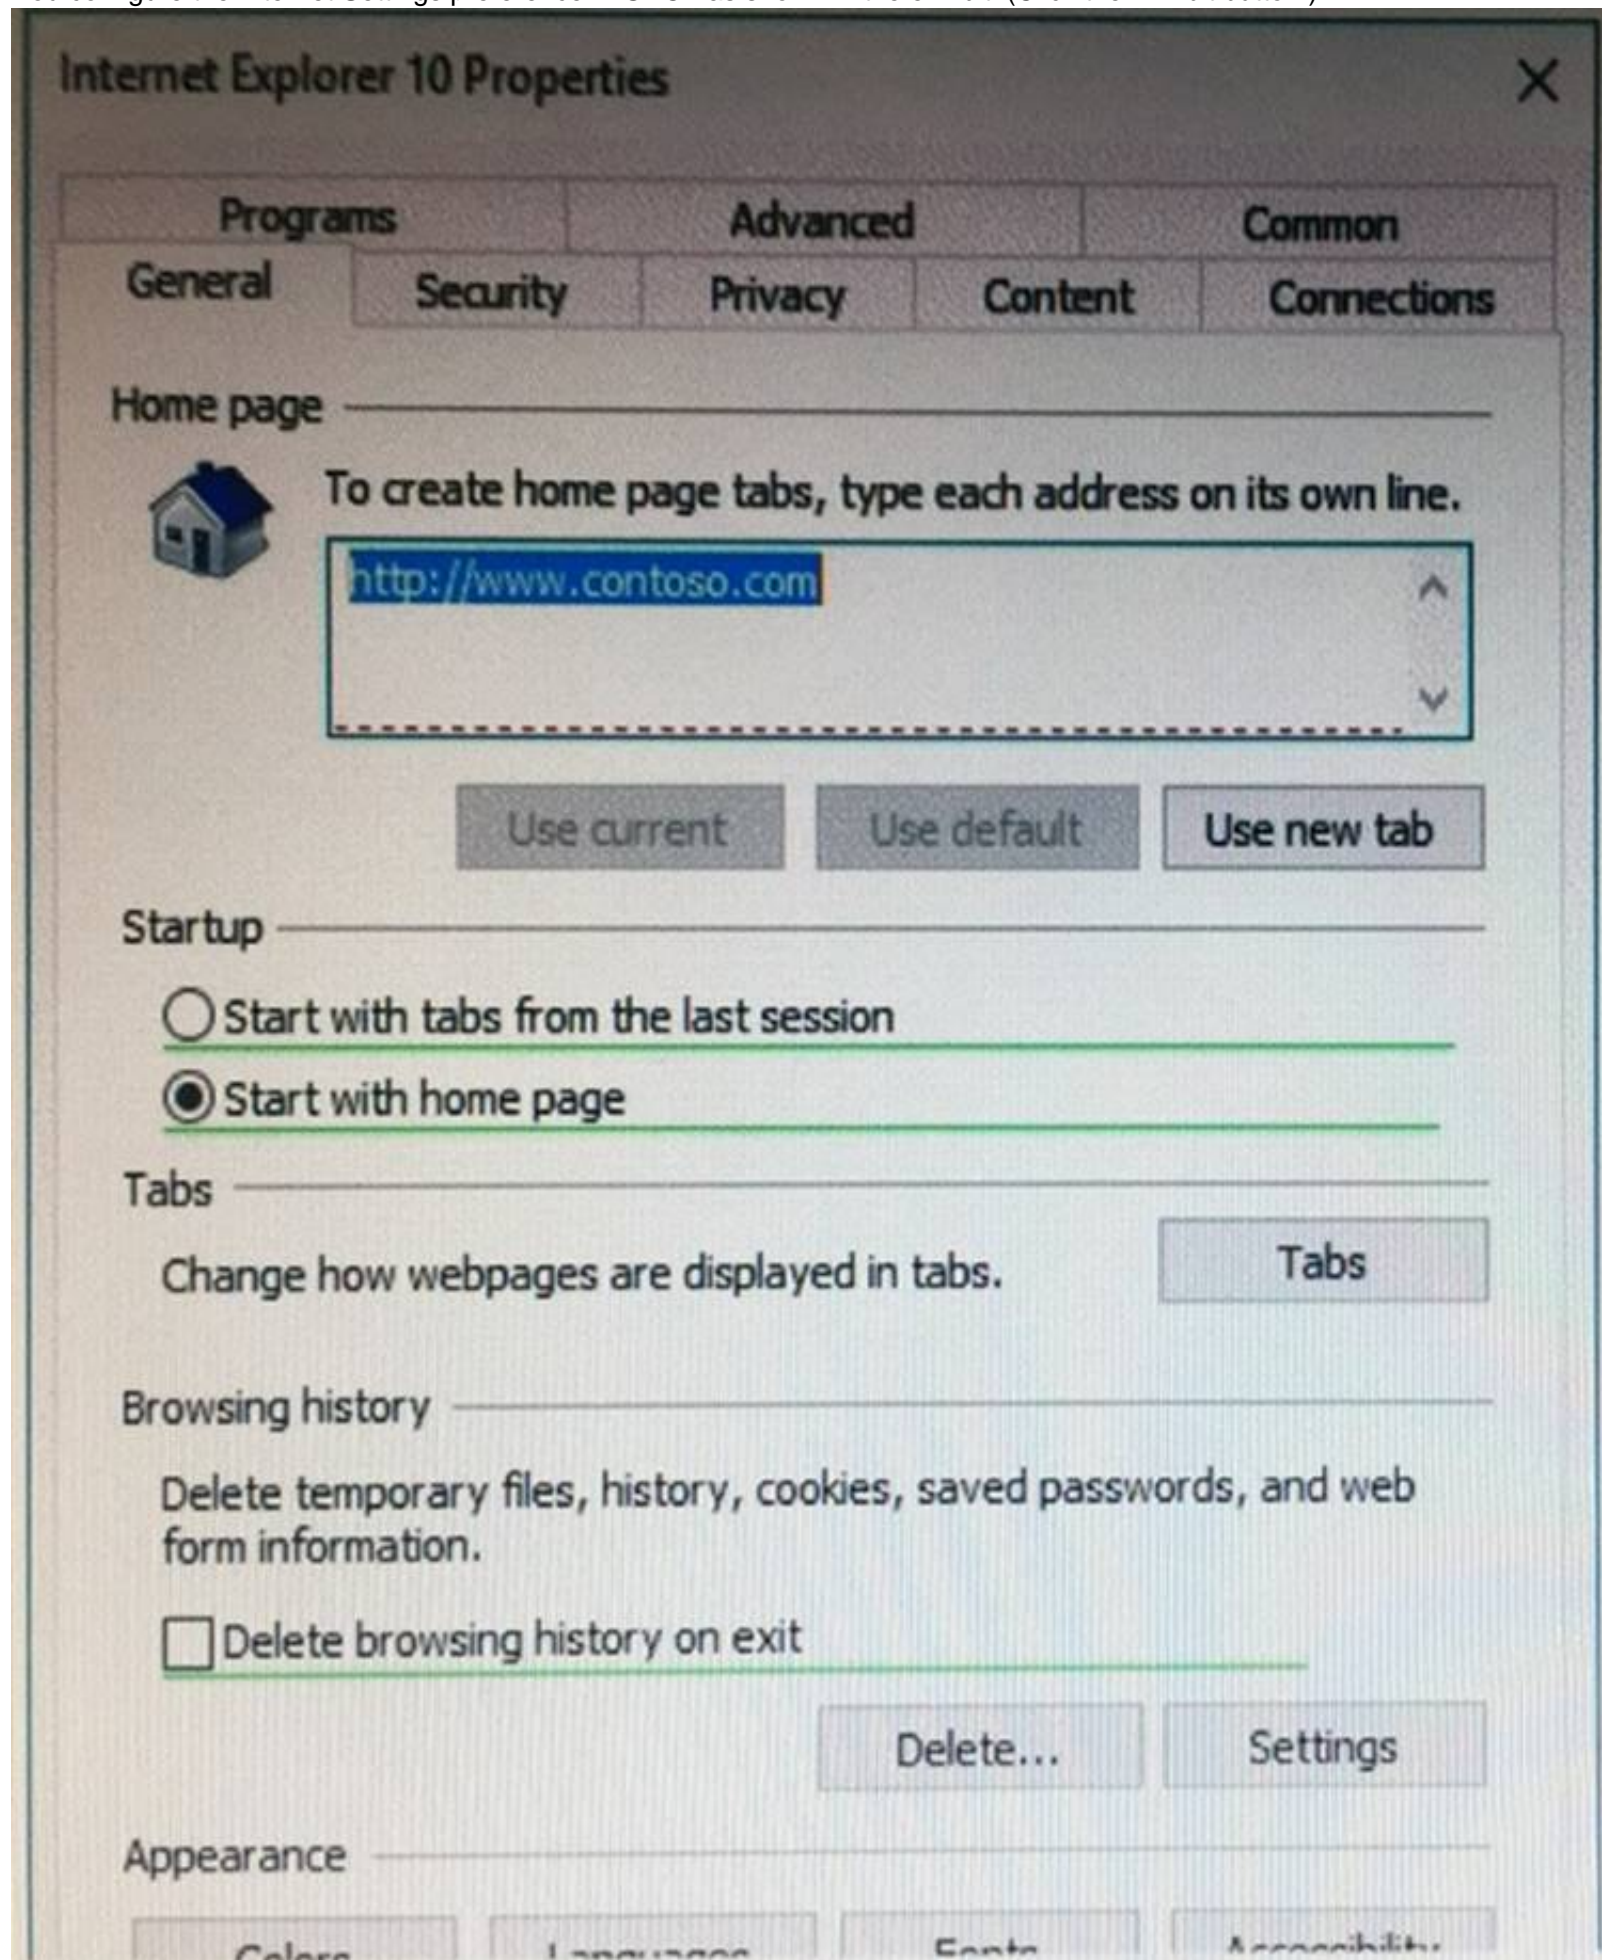 Internet Explorer 10 Properties
Programs Advanced Common
General Security Privacy Content Connections
Home page
To create home page tabs, type each address on its own line.
http://www.contoso.com
Use current Use default Use new tab
Startup
Start with tabs from the last session
Start with home page
Tabs
Change how webpages are displayed in tabs. Tabs
Browsing history
Delete temporary files, history, cookies, saved passwords, and web
form information.
Delete browsing history on exit
Delete... Settings
Appearance